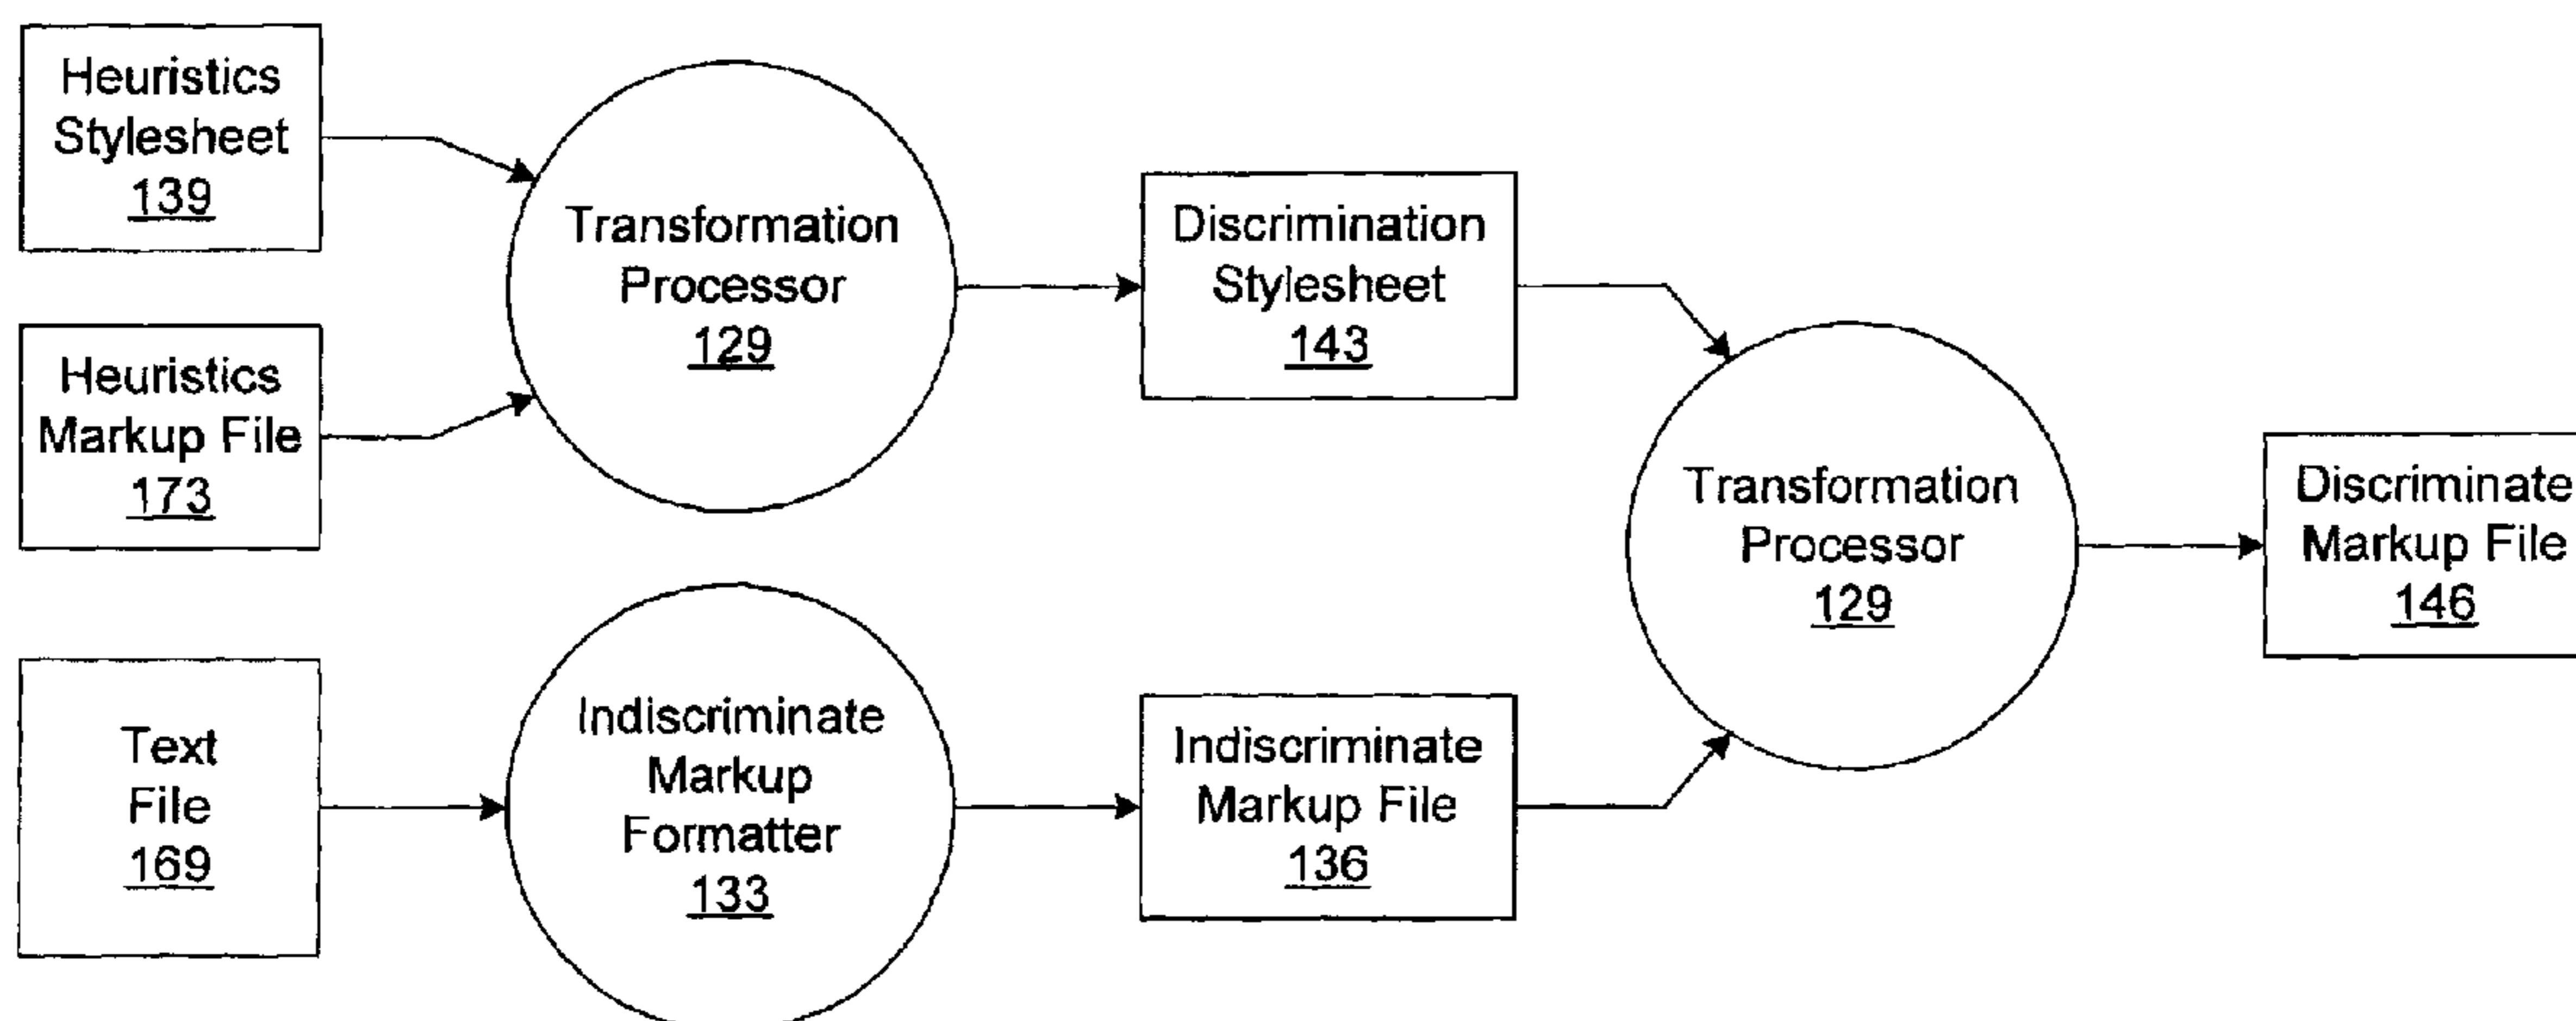 Heuristics
Stylesheet
139
Heuristics
Markup File
173
Transformation
Processor
129
Discrimination
Stylesheet
143
Text
File
169
Indiscriminate
Markup
Formatter
133
Indiscriminate
Markup File
136
Transformation
Processor
129
Discriminate
Markup File
146